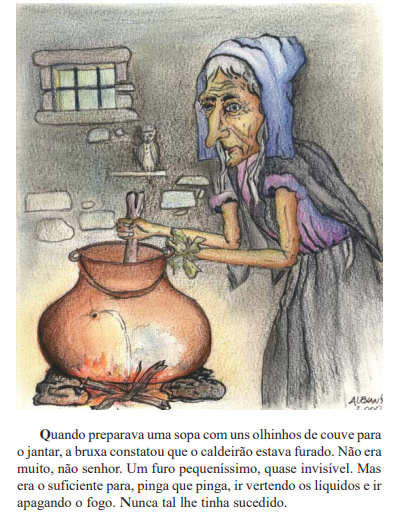 ALBANS
2002
Quando preparava uma sopa com uns olhinhos de couve para
o jantar, a bruxa constatou que o caldeirão estava furado. Não era
muito, não senhor. Um furo pequeníssimo, quase invisível. Mas
era o suficiente para, pinga que pinga, ir vertendo os líquidos e ir
apagando o fogo. Nunca tal lhe tinha sucedido.